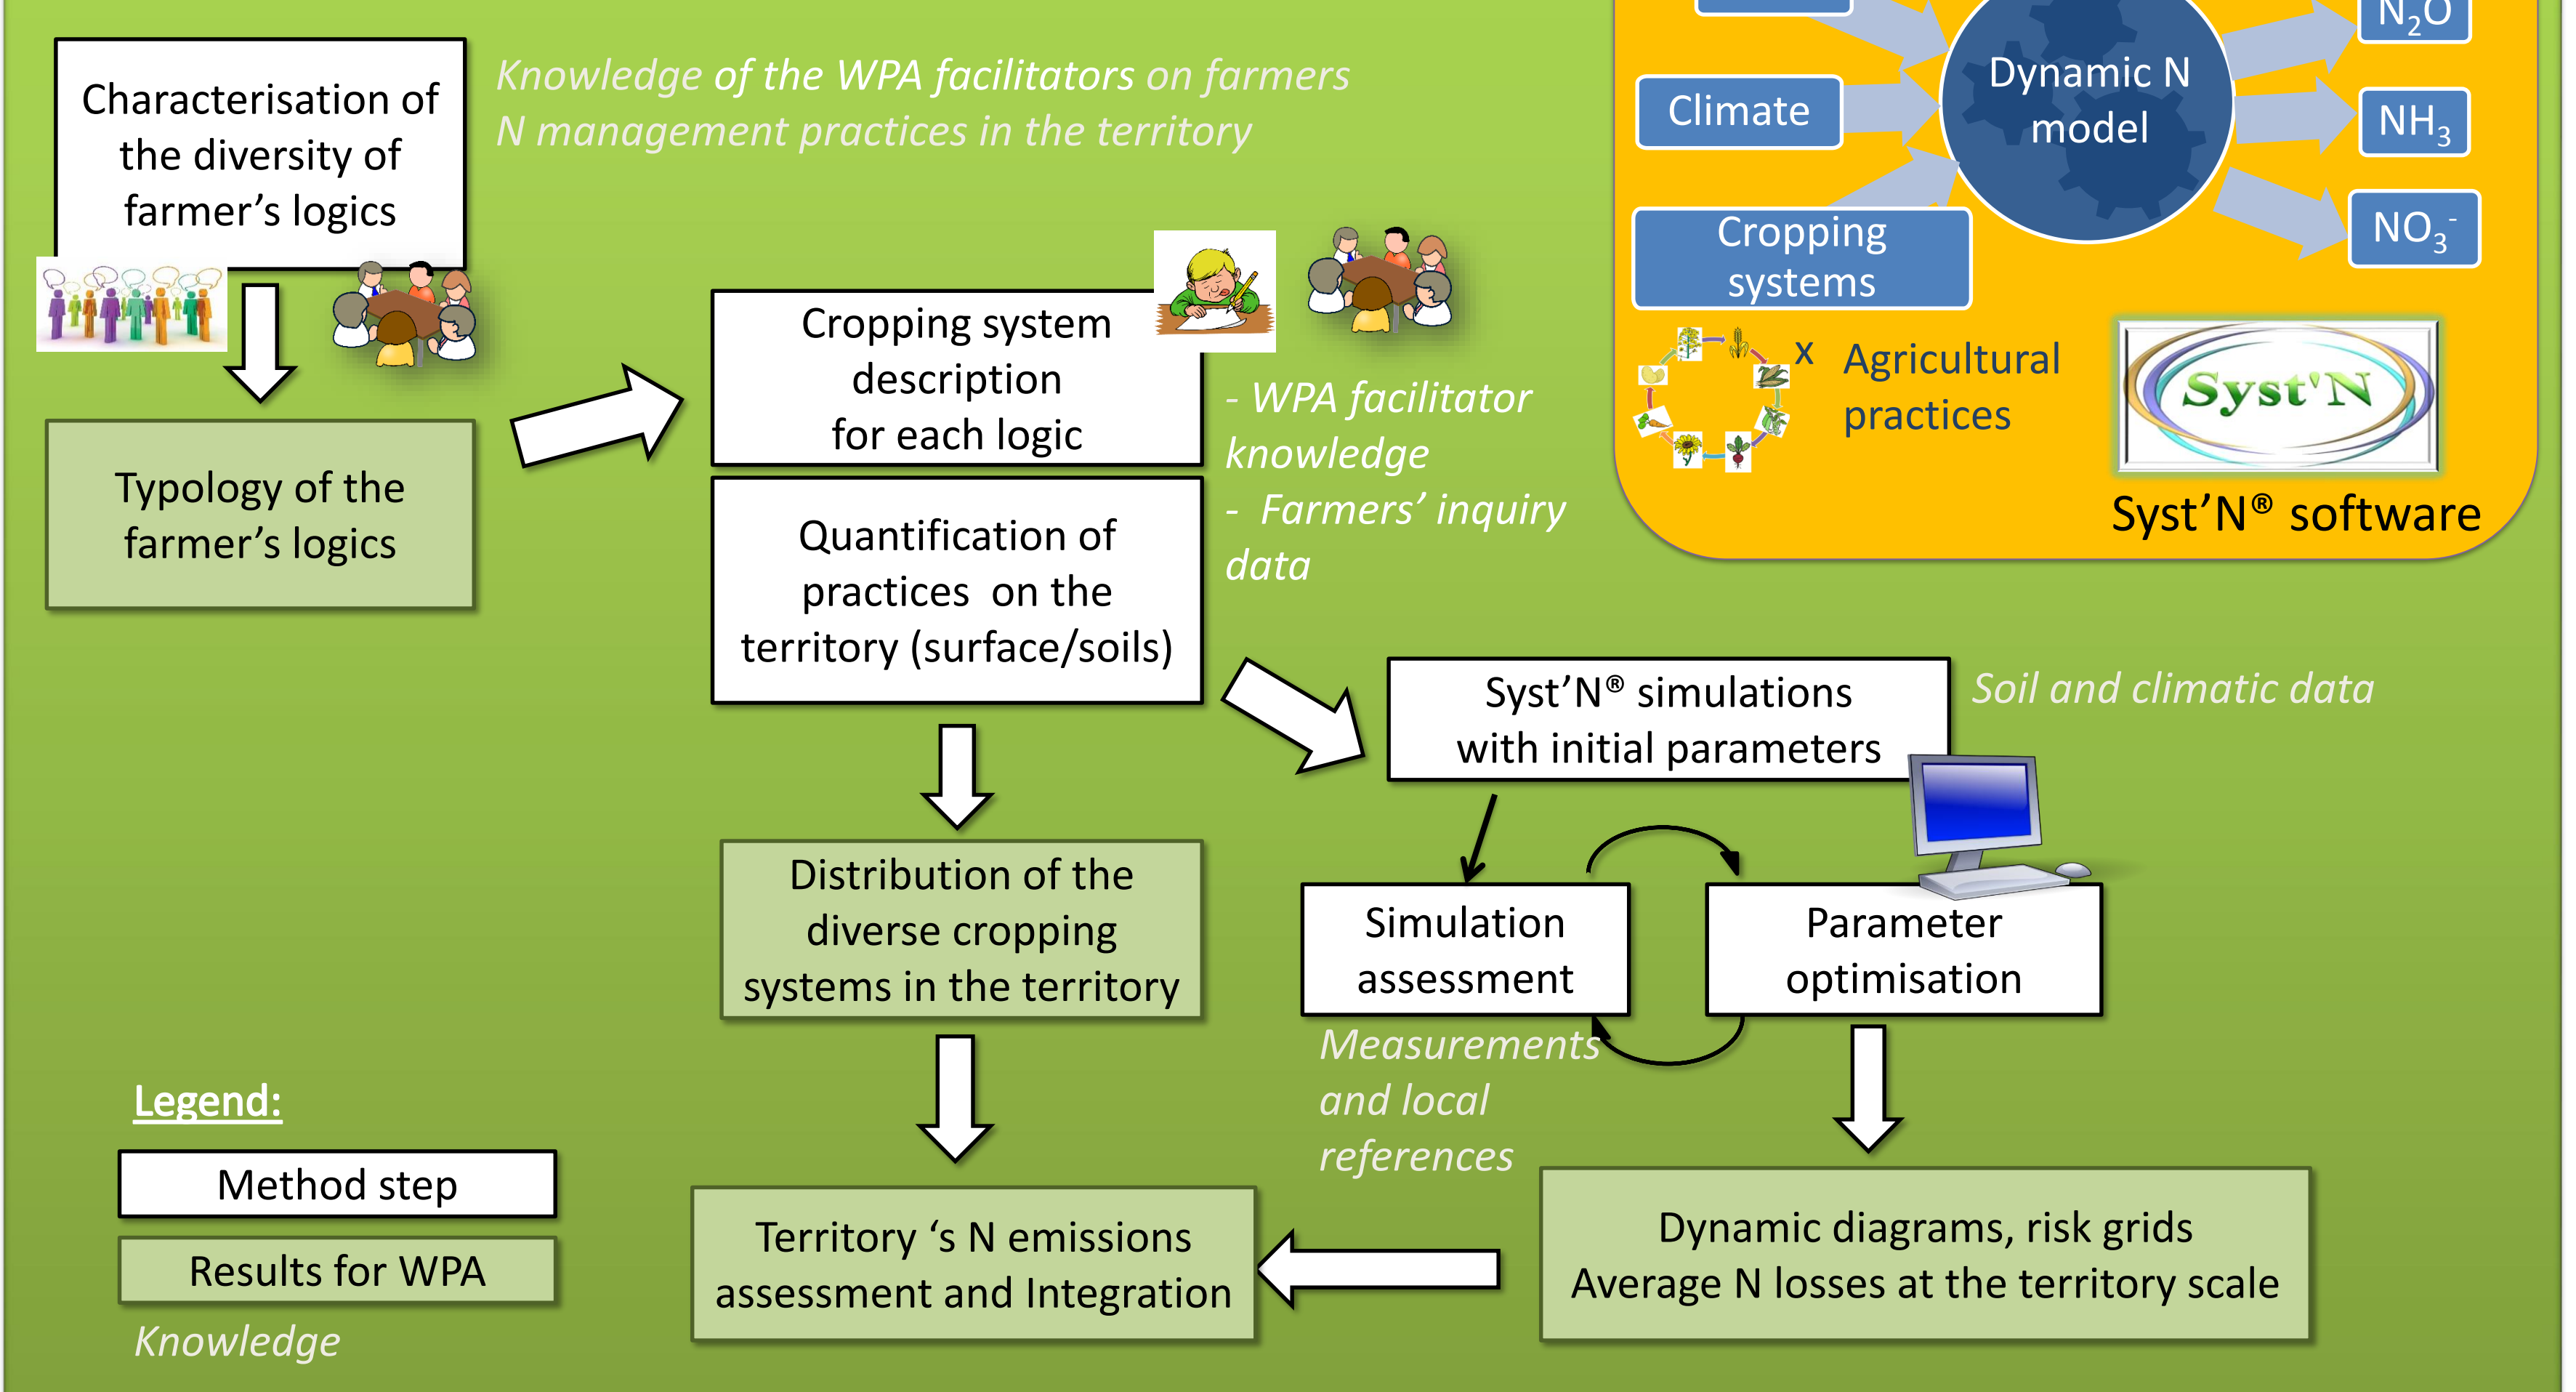 Characterisation of
the diversity of
farmer’s logics
Knowledge of the WPA facilitators on farmers
N management practices in the territory
Typology of the
farmer’s logics
Cropping system
description
for each logic
Quantification of
practices  on the
territory (surface/soils)
- WPA facilitator
knowledge
-  Farmers’ inquiry
data
N₂O
Dynamic N
model
Climate
NH₃
Cropping
systems
NO₃⁻
x
Agricultural
practices
Syst'N
Syst’N® software
Syst’N® simulations
with initial parameters
Soil and climatic data
Distribution of the
diverse cropping
systems in the territory
Simulation
assessment
Parameter
optimisation
Measurements
and local
references
Territory ‘s N emissions
assessment and Integration
Dynamic diagrams, risk grids
Average N losses at the territory scale
Legend:
Method step
Results for WPA
Knowledge